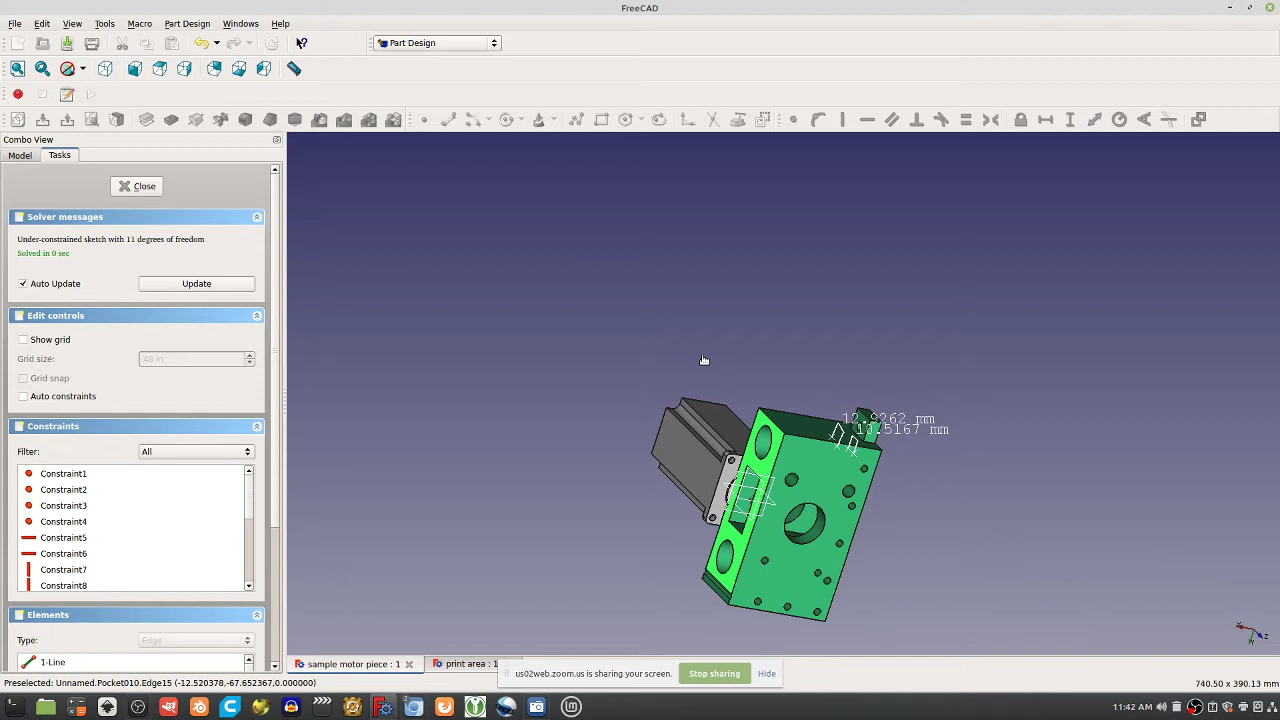 FreeCAD
File Edit View Tools Macro Part Design Windows Help
Part Design
Combo View
Model Tasks
Close
Solver messages
Under-constrained sketch with 11 degrees of freedom
Solved in 0 sec
Auto Update Update
Edit controls
Show grid
Grid size: 48 in
Grid snap
Auto constraints
Constraints
Filter: All
Constraint1
Constraint2
Constraint3
Constraint4
Constraint5
Constraint6
Constraint7
Constraint8
Elements
Type: Edge
1-Line
sample motor piece : 1 print area : 1
us02web.zoom.us is sharing your screen. Stop sharing Hide
Preselected: Unnamed.Pocket010.Edge15 (-12.520378,-67.652367,0.000000) 740.50 x 390.13 mm
11:42 AM